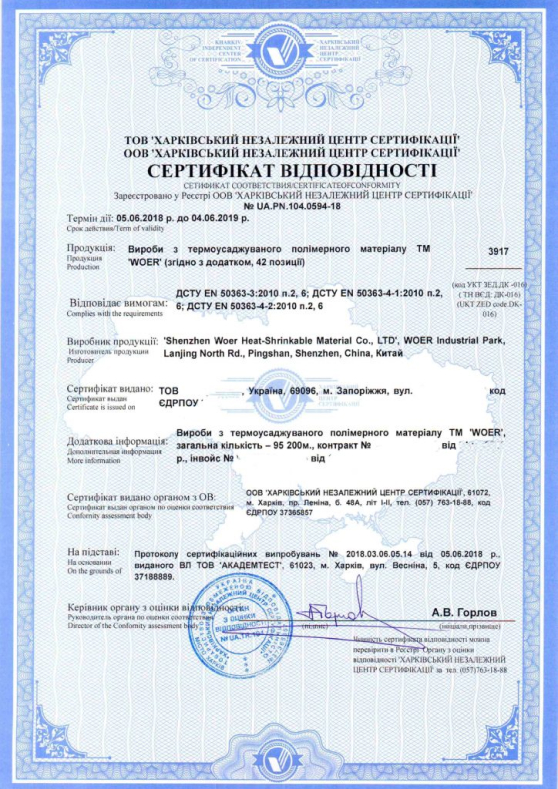 KHARKIV
INDEPENDENT
CENTER
OF CERTIFICATION
ХАРКІВСЬКИЙ
НЕЗАЛЕЖНИЙ
ЦЕНТР
СЕРТИФІКАЦІЇ
ТОВ 'ХАРКІВСЬКИЙ НЕЗАЛЕЖНИЙ ЦЕНТР СЕРТИФІКАЦІЇ'
ООВ 'ХАРКІВСЬКИЙ НЕЗАЛЕЖНИЙ ЦЕНТР СЕРТИФІКАЦІЇ'
СЕРТИФІКАТ ВІДПОВІДНОСТІ
СЕТИФИКАТ СООТВЕТСТВИЯ/CERTIFICATEOFCONFORMITY
Зареєстровано у Реєстрі ООВ 'ХАРКІВСЬКИЙ НЕЗАЛЕЖНИЙ ЦЕНТР СЕРТИФІКАЦІЇ'
№ UA.PN.104.0594-18
Термін дії: 05.06.2018 р. до 04.06.2019 р.
Срок действия/Term of validity
Продукція: Вироби з термоусаджуваного полімерного матеріалу ТМ 3917
Продукция 'WOER' (згідно з додатком, 42 позиції)
Production
(код УКТ ЗЕД,ДК -016)
( ТН ВЕД: ДК-016)
(UKT ZED code.DK-
016)
Відповідає вимогам: ДСТУ EN 50363-3:2010 п.2, 6; ДСТУ EN 50363-4-1:2010 п.2,
Complies with the requirements 6; ДСТУ EN 50363-4-2:2010 п.2, 6
Виробник продукції: 'Shenzhen Woer Heat-Shrinkable Material Co., LTD', WOER Industrial Park,
Изготовитель продукции Lanjing North Rd., Pingshan, Shenzhen, China, Китай
Producer
Сертифікат видано: ТОВ , Україна, 69096, м. Запоріжжя, вул. код
Сертификат выдан ЄДРПОУ
Certificate is issued on
Додаткова інформація: Вироби з термоусаджуваного полімерного матеріалу ТМ 'WOER',
Дополнительная информация загальна кількість – 95 200м., контракт № від
More information р., інвойс № від
Сертифікат видано органом з ОВ: ООВ 'ХАРКІВСЬКИЙ НЕЗАЛЕЖНИЙ ЦЕНТР СЕРТИФІКАЦІЇ', 61072,
Сертификат выдан органом по оценки соответствия м. Харків, пр. Леніна, б. 48А, літ І-ІІ, тел. (057) 763-18-88, код
Conformity assessment body ЄДРПОУ 37365857
На підставі: Протоколу сертифікаційних випробувань № 2018.03.06.05.14 від 05.06.2018 р.,
На основании виданого ВЛ ТОВ 'АКАДЕМТЕСТ', 61023, м. Харків, вул. Весніна, 5, код ЄДРПОУ
On the grounds of 37188889.
Керівник органу з оцінки відповідності А.В. Горлов
Руководитель органа по оценки соответствия (підпис) (ініціали,прізвище)
Director of the Conformity assessment body
УКРАЇНА
ОРГАН
З ОЦІНКИ
ВІДПОВІДНОСТІ
№ UA.TR.104
Чинність сертифіката відповідності можна
перевірити в Реєстрі Органу з оцінки
відповідності 'ХАРКІВСЬКИЙ НЕЗАЛЕЖНИЙ
ЦЕНТР СЕРТИФІКАЦІЇ' за тел. (057)763-18-88